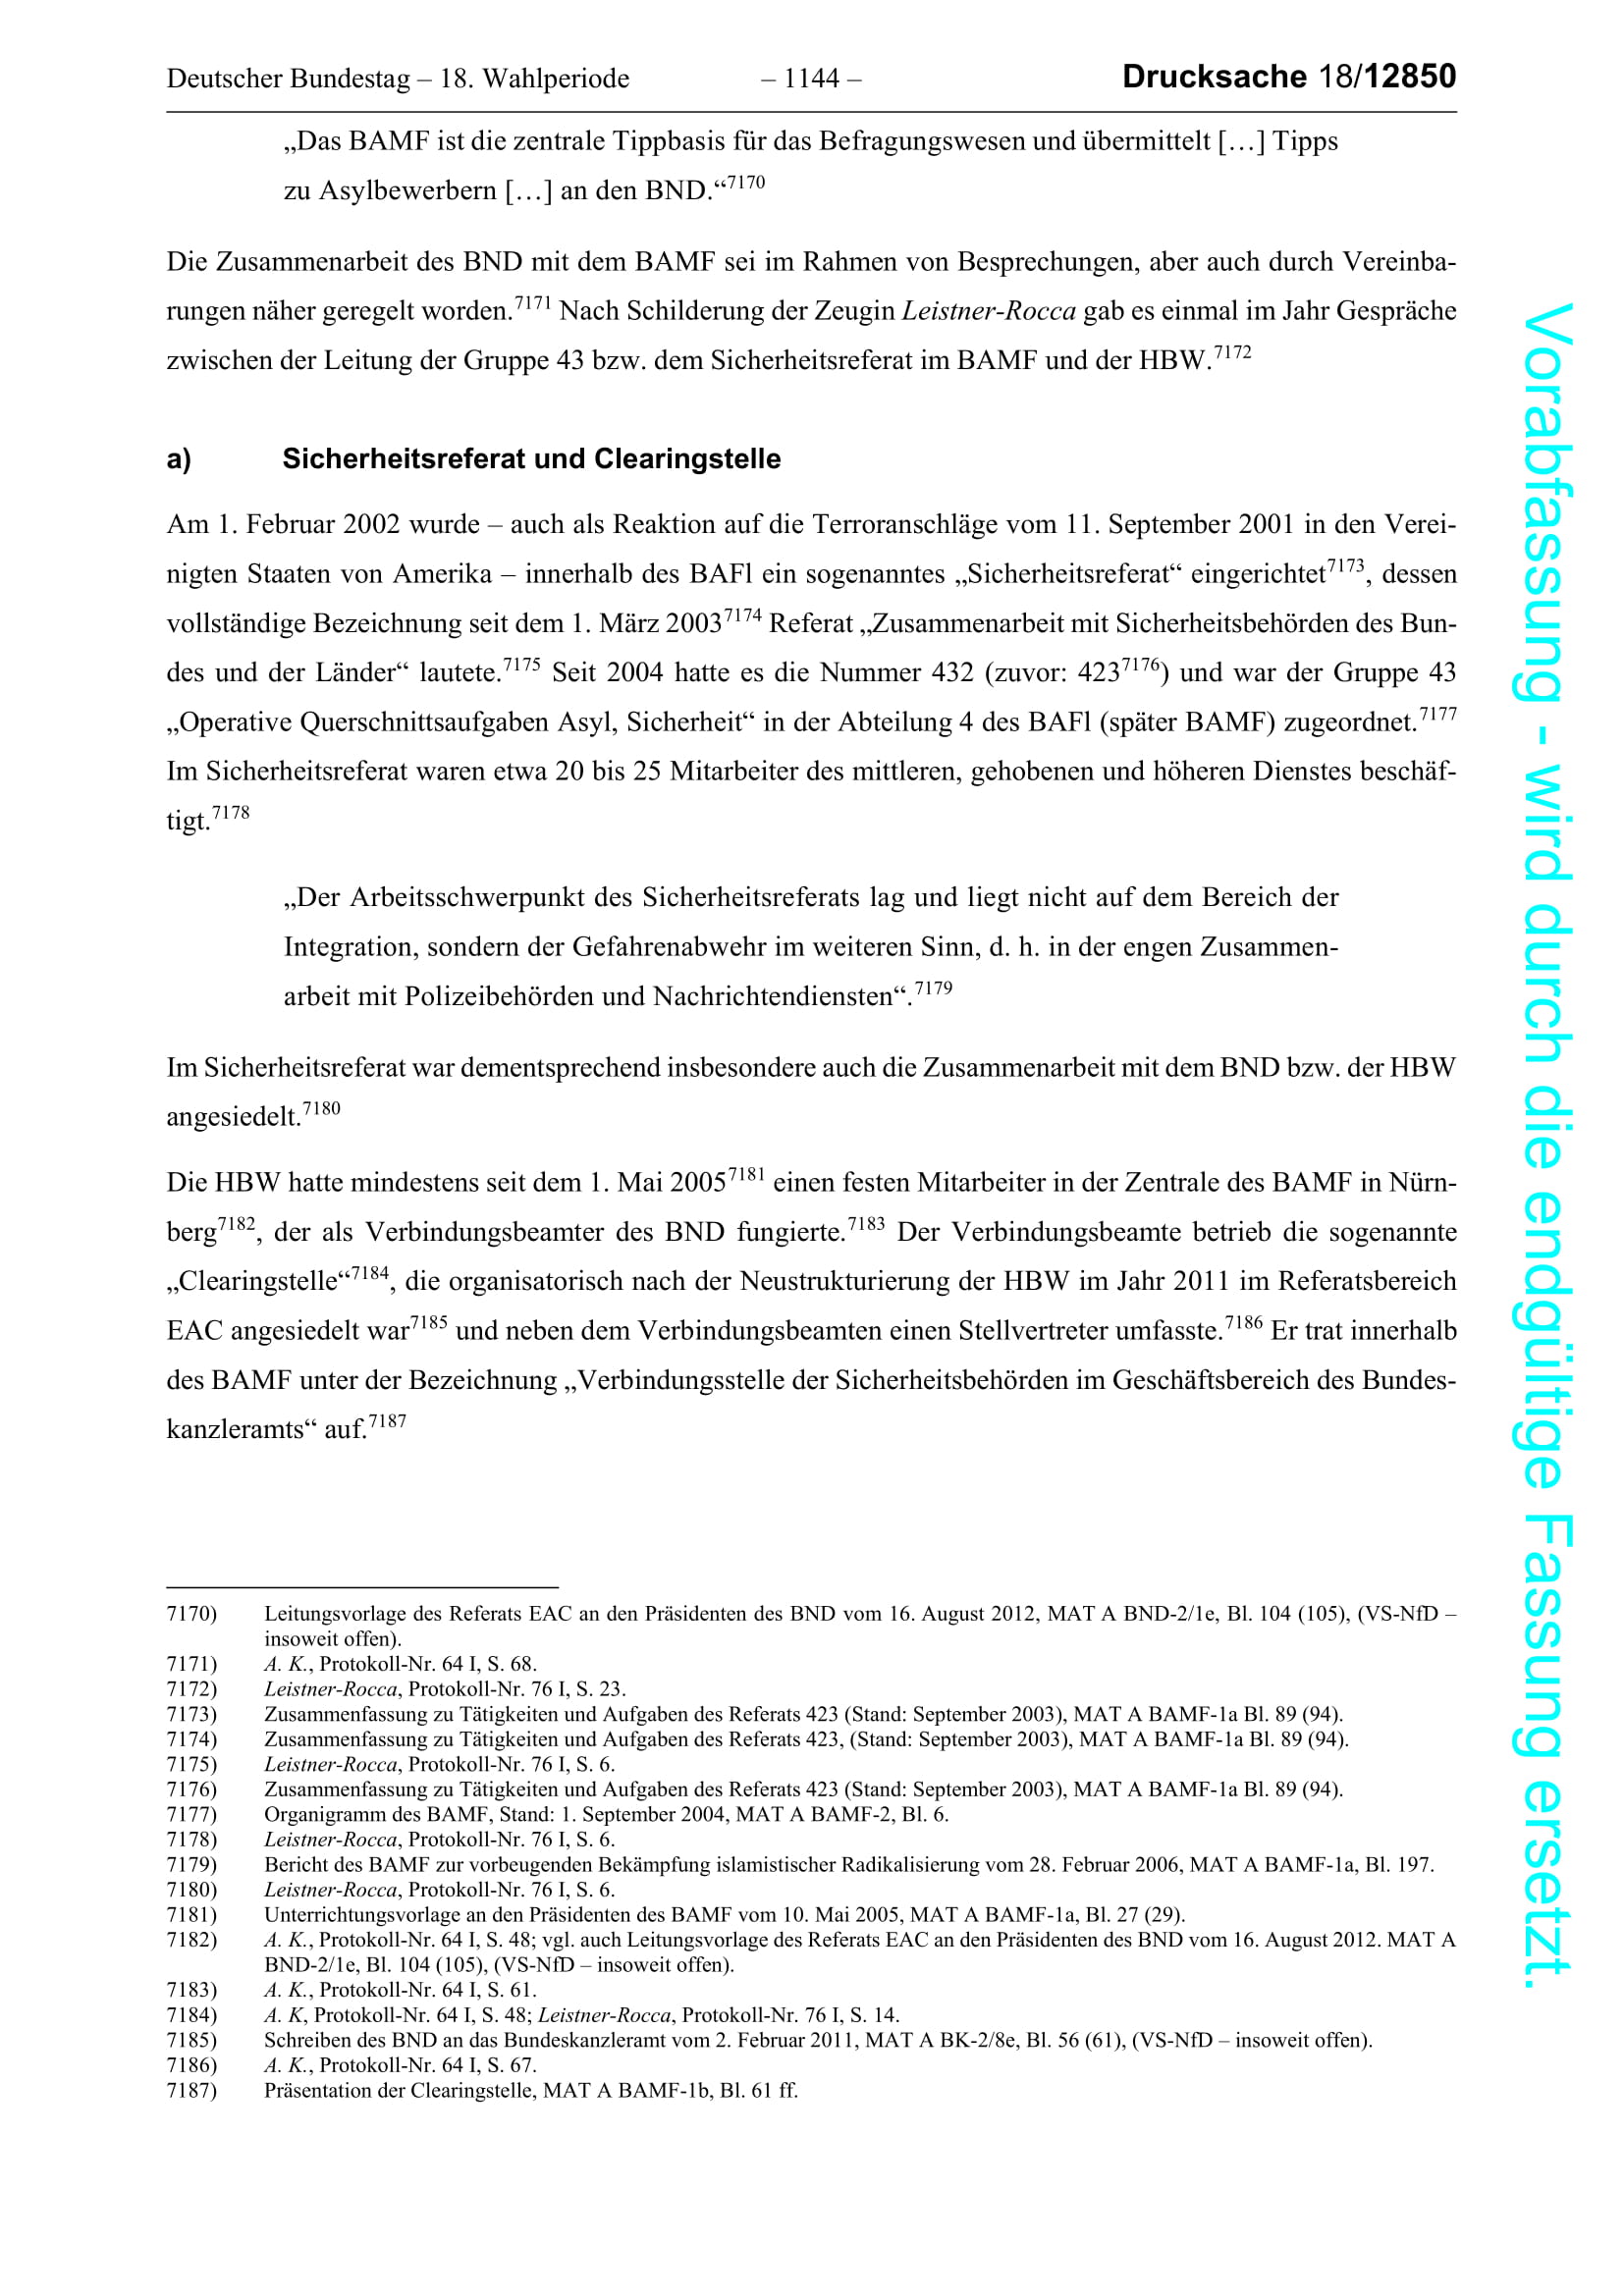 Deutscher Bundestag – 18. Wahlperiode – 1144 – Drucksache 18/12850
„Das BAMF ist die zentrale Tippbasis für das Befragungswesen und übermittelt […] Tipps
zu Asylbewerbern […] an den BND.“7170
Die Zusammenarbeit des BND mit dem BAMF sei im Rahmen von Besprechungen, aber auch durch Vereinba-
rungen näher geregelt worden.7171 Nach Schilderung der Zeugin Leistner-Rocca gab es einmal im Jahr Gespräche
zwischen der Leitung der Gruppe 43 bzw. dem Sicherheitsreferat im BAMF und der HBW.7172
a) Sicherheitsreferat und Clearingstelle
Am 1. Februar 2002 wurde – auch als Reaktion auf die Terroranschläge vom 11. September 2001 in den Verei-
nigten Staaten von Amerika – innerhalb des BAFl ein sogenanntes „Sicherheitsreferat“ eingerichtet7173, dessen
vollständige Bezeichnung seit dem 1. März 20037174 Referat „Zusammenarbeit mit Sicherheitsbehörden des Bun-
des und der Länder“ lautete.7175 Seit 2004 hatte es die Nummer 432 (zuvor: 4237176) und war der Gruppe 43
„Operative Querschnittsaufgaben Asyl, Sicherheit“ in der Abteilung 4 des BAFl (später BAMF) zugeordnet.7177
Im Sicherheitsreferat waren etwa 20 bis 25 Mitarbeiter des mittleren, gehobenen und höheren Dienstes beschäf-
tigt.7178
„Der Arbeitsschwerpunkt des Sicherheitsreferats lag und liegt nicht auf dem Bereich der
Integration, sondern der Gefahrenabwehr im weiteren Sinn, d. h. in der engen Zusammen-
arbeit mit Polizeibehörden und Nachrichtendiensten“.7179
Im Sicherheitsreferat war dementsprechend insbesondere auch die Zusammenarbeit mit dem BND bzw. der HBW
angesiedelt.7180
Die HBW hatte mindestens seit dem 1. Mai 20057181 einen festen Mitarbeiter in der Zentrale des BAMF in Nürn-
berg7182, der als Verbindungsbeamter des BND fungierte.7183 Der Verbindungsbeamte betrieb die sogenannte
„Clearingstelle“7184, die organisatorisch nach der Neustrukturierung der HBW im Jahr 2011 im Referatsbereich
EAC angesiedelt war7185 und neben dem Verbindungsbeamten einen Stellvertreter umfasste.7186 Er trat innerhalb
des BAMF unter der Bezeichnung „Verbindungsstelle der Sicherheitsbehörden im Geschäftsbereich des Bundes-
kanzleramts“ auf.7187
7170) Leitungsvorlage des Referats EAC an den Präsidenten des BND vom 16. August 2012, MAT A BND-2/1e, Bl. 104 (105), (VS-NfD –
insoweit offen).
7171) A. K., Protokoll-Nr. 64 I, S. 68.
7172) Leistner-Rocca, Protokoll-Nr. 76 I, S. 23.
7173) Zusammenfassung zu Tätigkeiten und Aufgaben des Referats 423 (Stand: September 2003), MAT A BAMF-1a Bl. 89 (94).
7174) Zusammenfassung zu Tätigkeiten und Aufgaben des Referats 423, (Stand: September 2003), MAT A BAMF-1a Bl. 89 (94).
7175) Leistner-Rocca, Protokoll-Nr. 76 I, S. 6.
7176) Zusammenfassung zu Tätigkeiten und Aufgaben des Referats 423 (Stand: September 2003), MAT A BAMF-1a Bl. 89 (94).
7177) Organigramm des BAMF, Stand: 1. September 2004, MAT A BAMF-2, Bl. 6.
7178) Leistner-Rocca, Protokoll-Nr. 76 I, S. 6.
7179) Bericht des BAMF zur vorbeugenden Bekämpfung islamistischer Radikalisierung vom 28. Februar 2006, MAT A BAMF-1a, Bl. 197.
7180) Leistner-Rocca, Protokoll-Nr. 76 I, S. 6.
7181) Unterrichtungsvorlage an den Präsidenten des BAMF vom 10. Mai 2005, MAT A BAMF-1a, Bl. 27 (29).
7182) A. K., Protokoll-Nr. 64 I, S. 48; vgl. auch Leitungsvorlage des Referats EAC an den Präsidenten des BND vom 16. August 2012. MAT A
BND-2/1e, Bl. 104 (105), (VS-NfD – insoweit offen).
7183) A. K., Protokoll-Nr. 64 I, S. 61.
7184) A. K, Protokoll-Nr. 64 I, S. 48; Leistner-Rocca, Protokoll-Nr. 76 I, S. 14.
7185) Schreiben des BND an das Bundeskanzleramt vom 2. Februar 2011, MAT A BK-2/8e, Bl. 56 (61), (VS-NfD – insoweit offen).
7186) A. K., Protokoll-Nr. 64 I, S. 67.
7187) Präsentation der Clearingstelle, MAT A BAMF-1b, Bl. 61 ff.
Vorabfassung - wird durch die endgültige Fassung ersetzt.